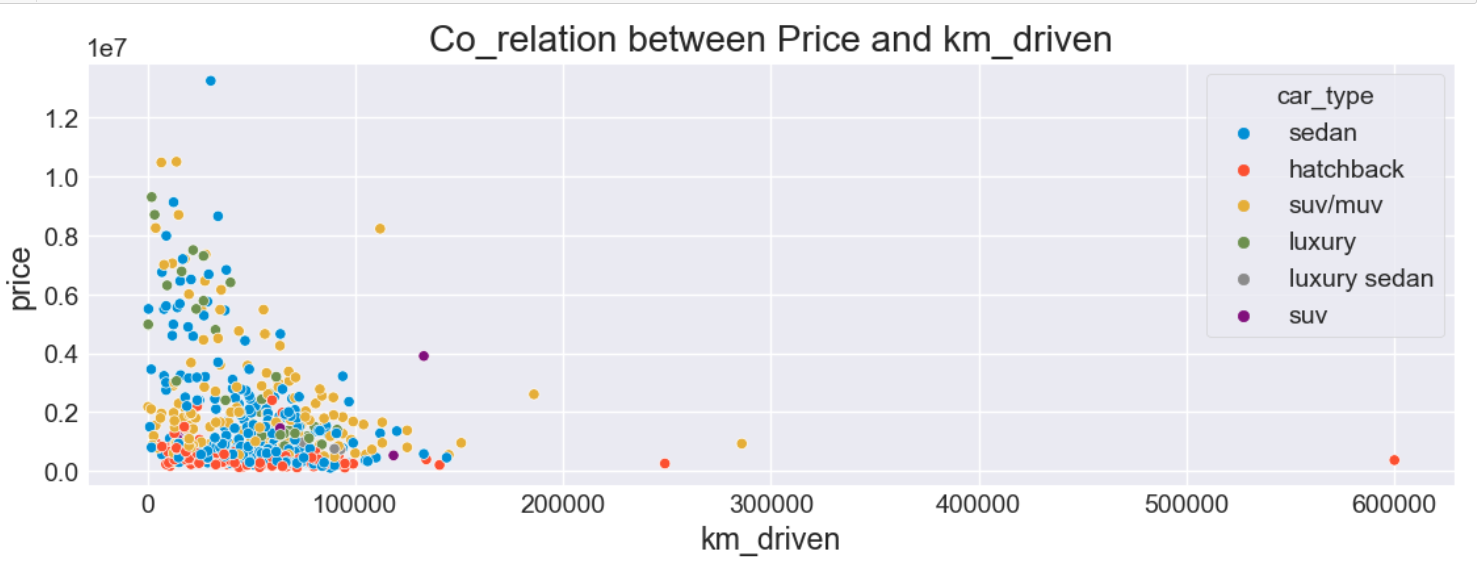 Co_relation between Price and km_driven
1e7
price
1.2
1.0
0.8
0.6
0.4
0.2
0.0
car_type
sedan
hatchback
suv/muv
luxury
luxury sedan
suv
0 100000 200000 300000 400000 500000 600000
km_driven